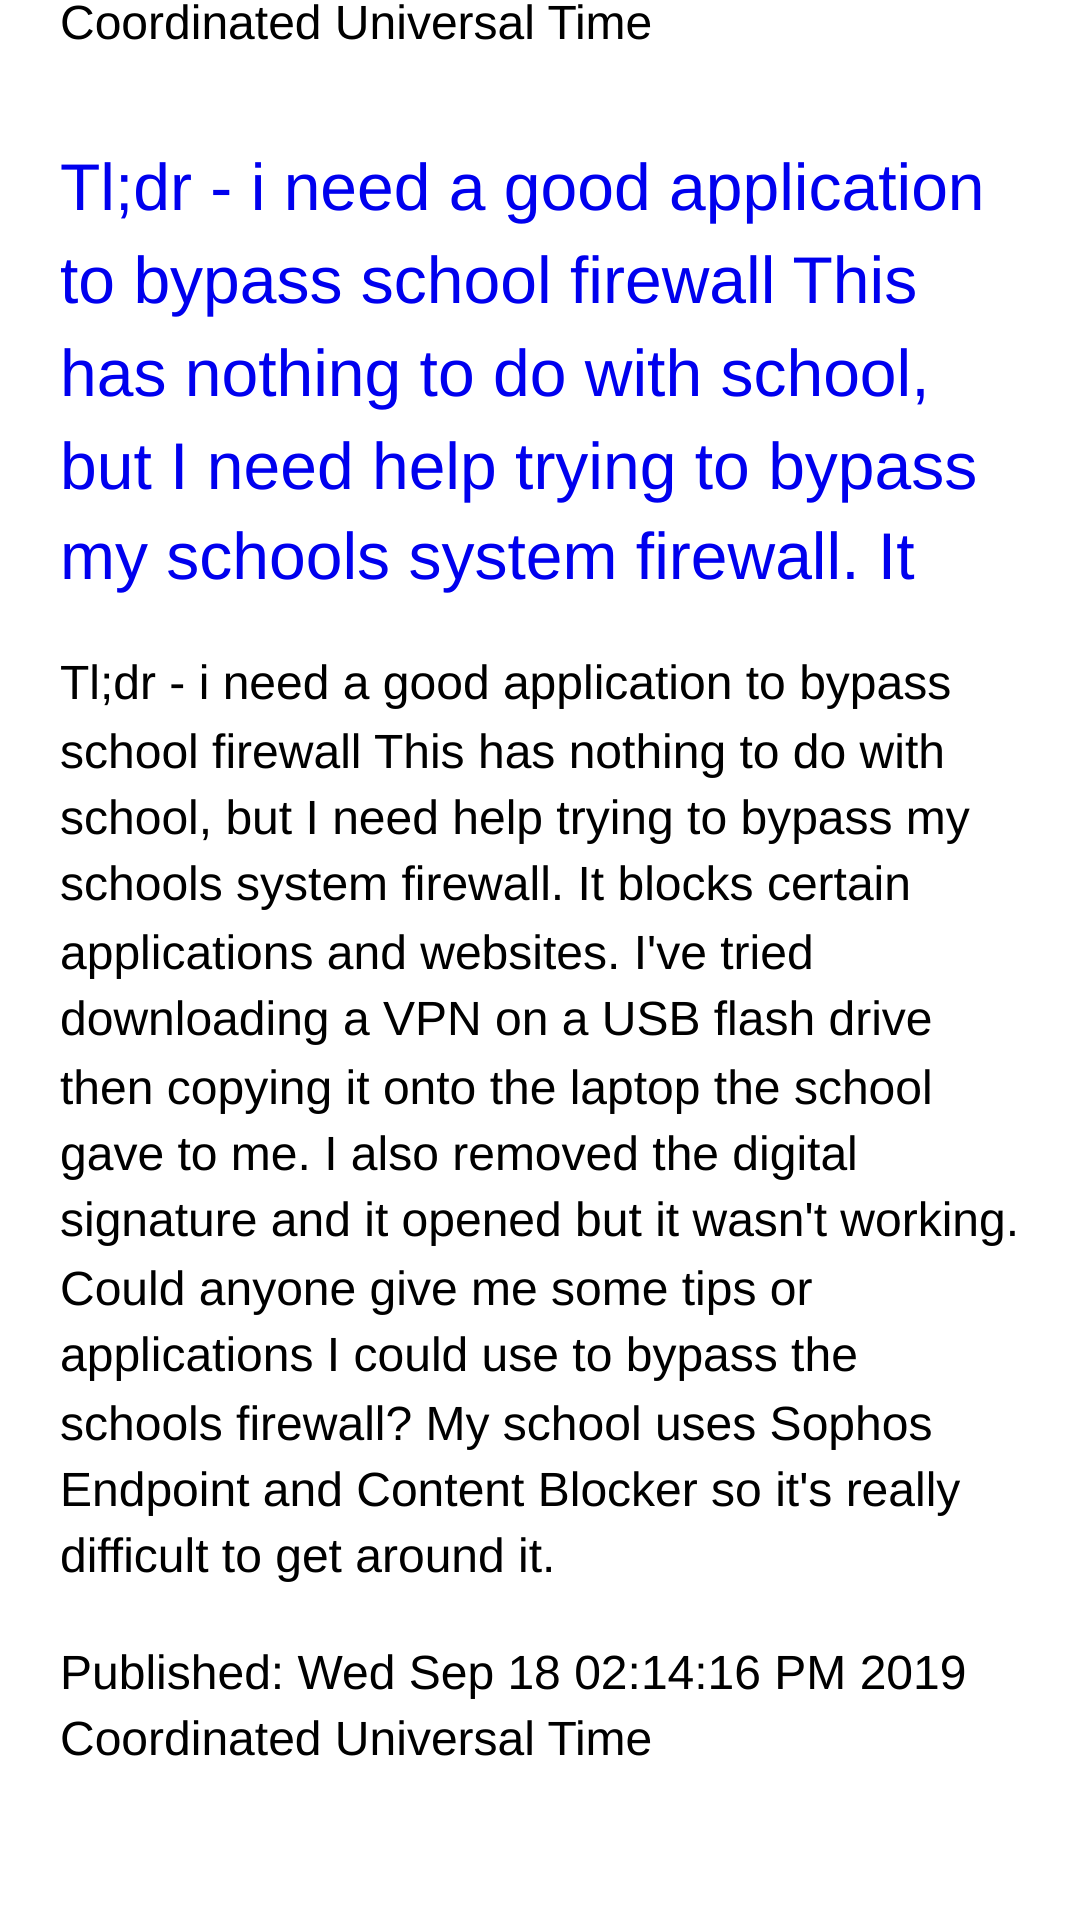 Coordinated Universal Time
Tl;dr - i need a good application
to bypass school firewall This
has nothing to do with school,
but I need help trying to bypass
my schools system firewall. It
Tl;dr - i need a good application to bypass
school firewall This has nothing to do with
school, but I need help trying to bypass my
schools system firewall. It blocks certain
applications and websites. I've tried
downloading a VPN on a USB flash drive
then copying it onto the laptop the school
gave to me. I also removed the digital
signature and it opened but it wasn't working.
Could anyone give me some tips or
applications I could use to bypass the
schools firewall? My school uses Sophos
Endpoint and Content Blocker so it's really
difficult to get around it.
Published: Wed Sep 18 02:14:16 PM 2019
Coordinated Universal Time